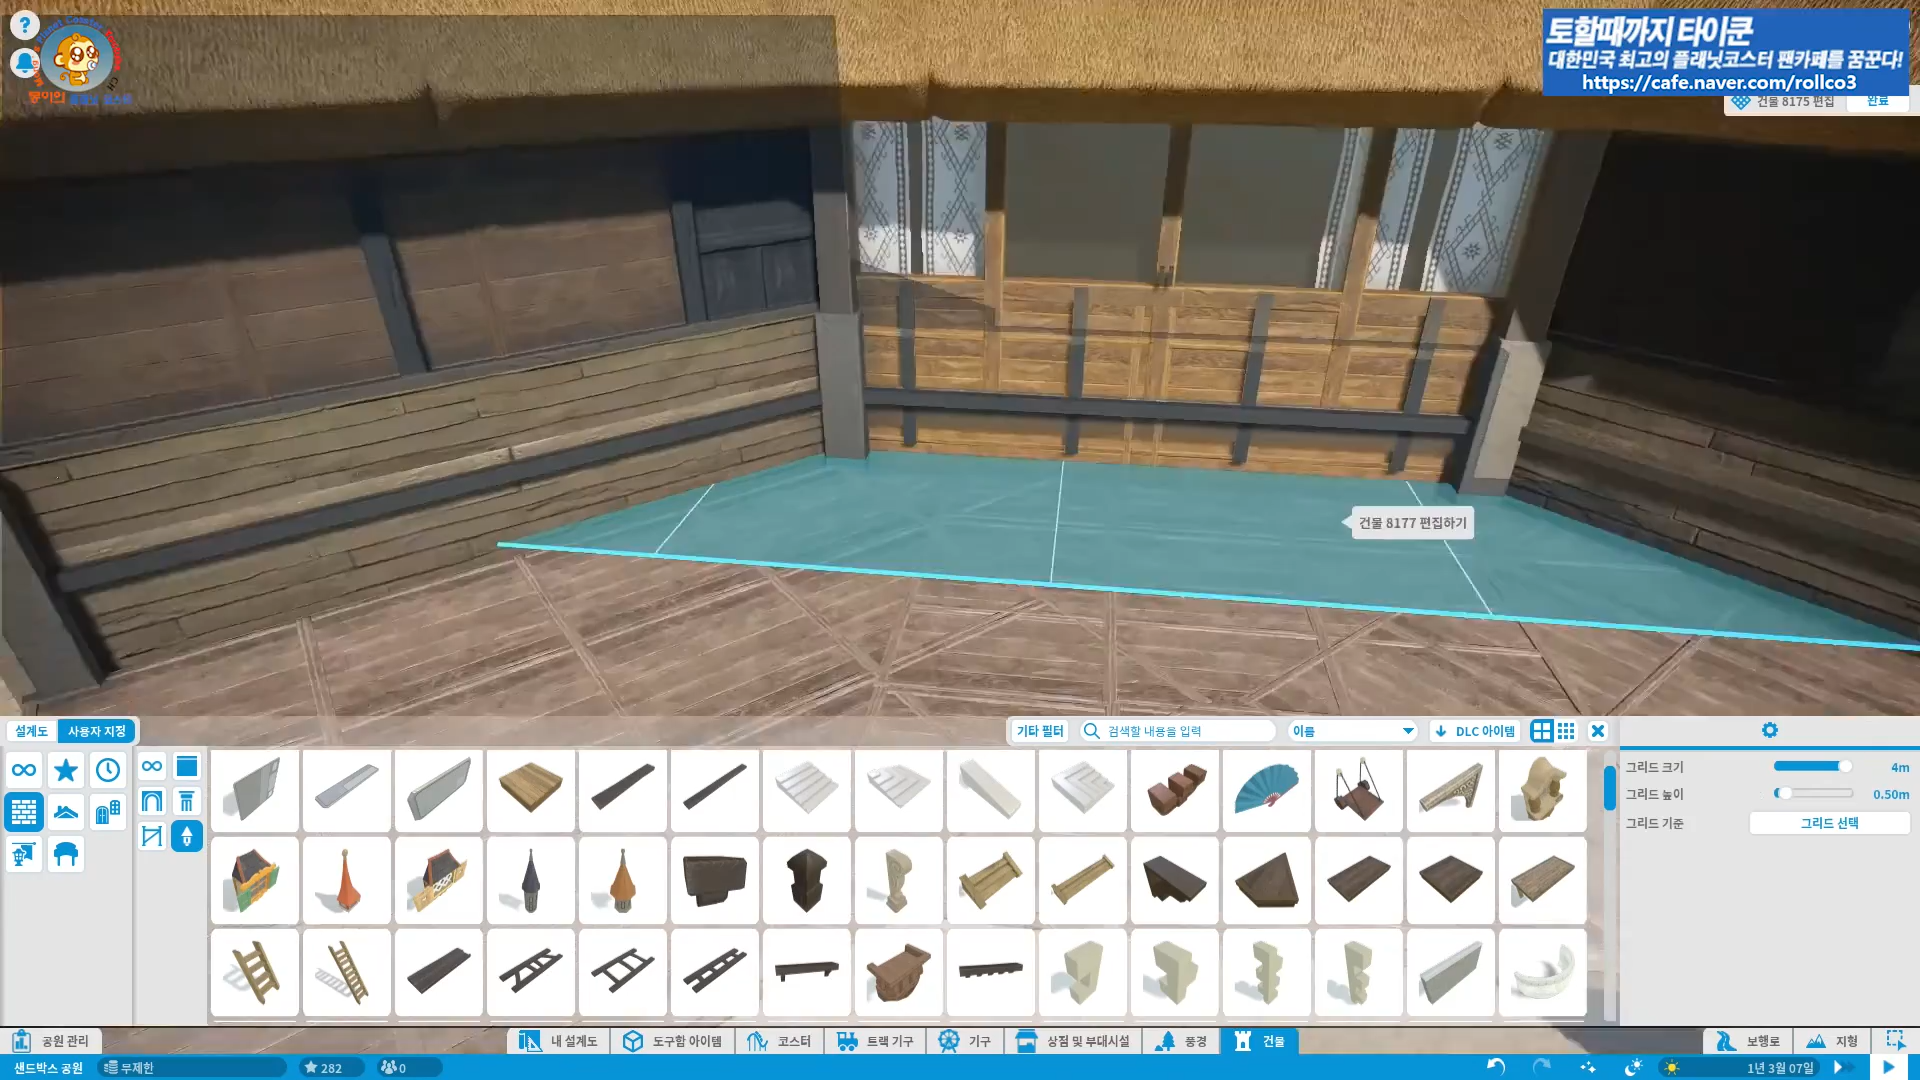 ?
토할때까지 타이쿤
대한민국 최고의 플래닛코스터 팬카페를 꿈꾼다!
https://cafe.naver.com/rollco3
건물 8175 편집
완료
건물 8177 편집하기
설계도
사용자 지정
기타 필터
검색할 내용을 입력
이름
DLC 아이템
그리드 크기
4m
그리드 높이
0.50m
그리드 기준
그리드 선택
공원 관리
내 설계도
도구함 아이템
코스터
트랙 기구
기구
상점 및 부대시설
풍경
건물
보행로
지형
샌드박스 공원
무제한
282
0
1년 3월 07일